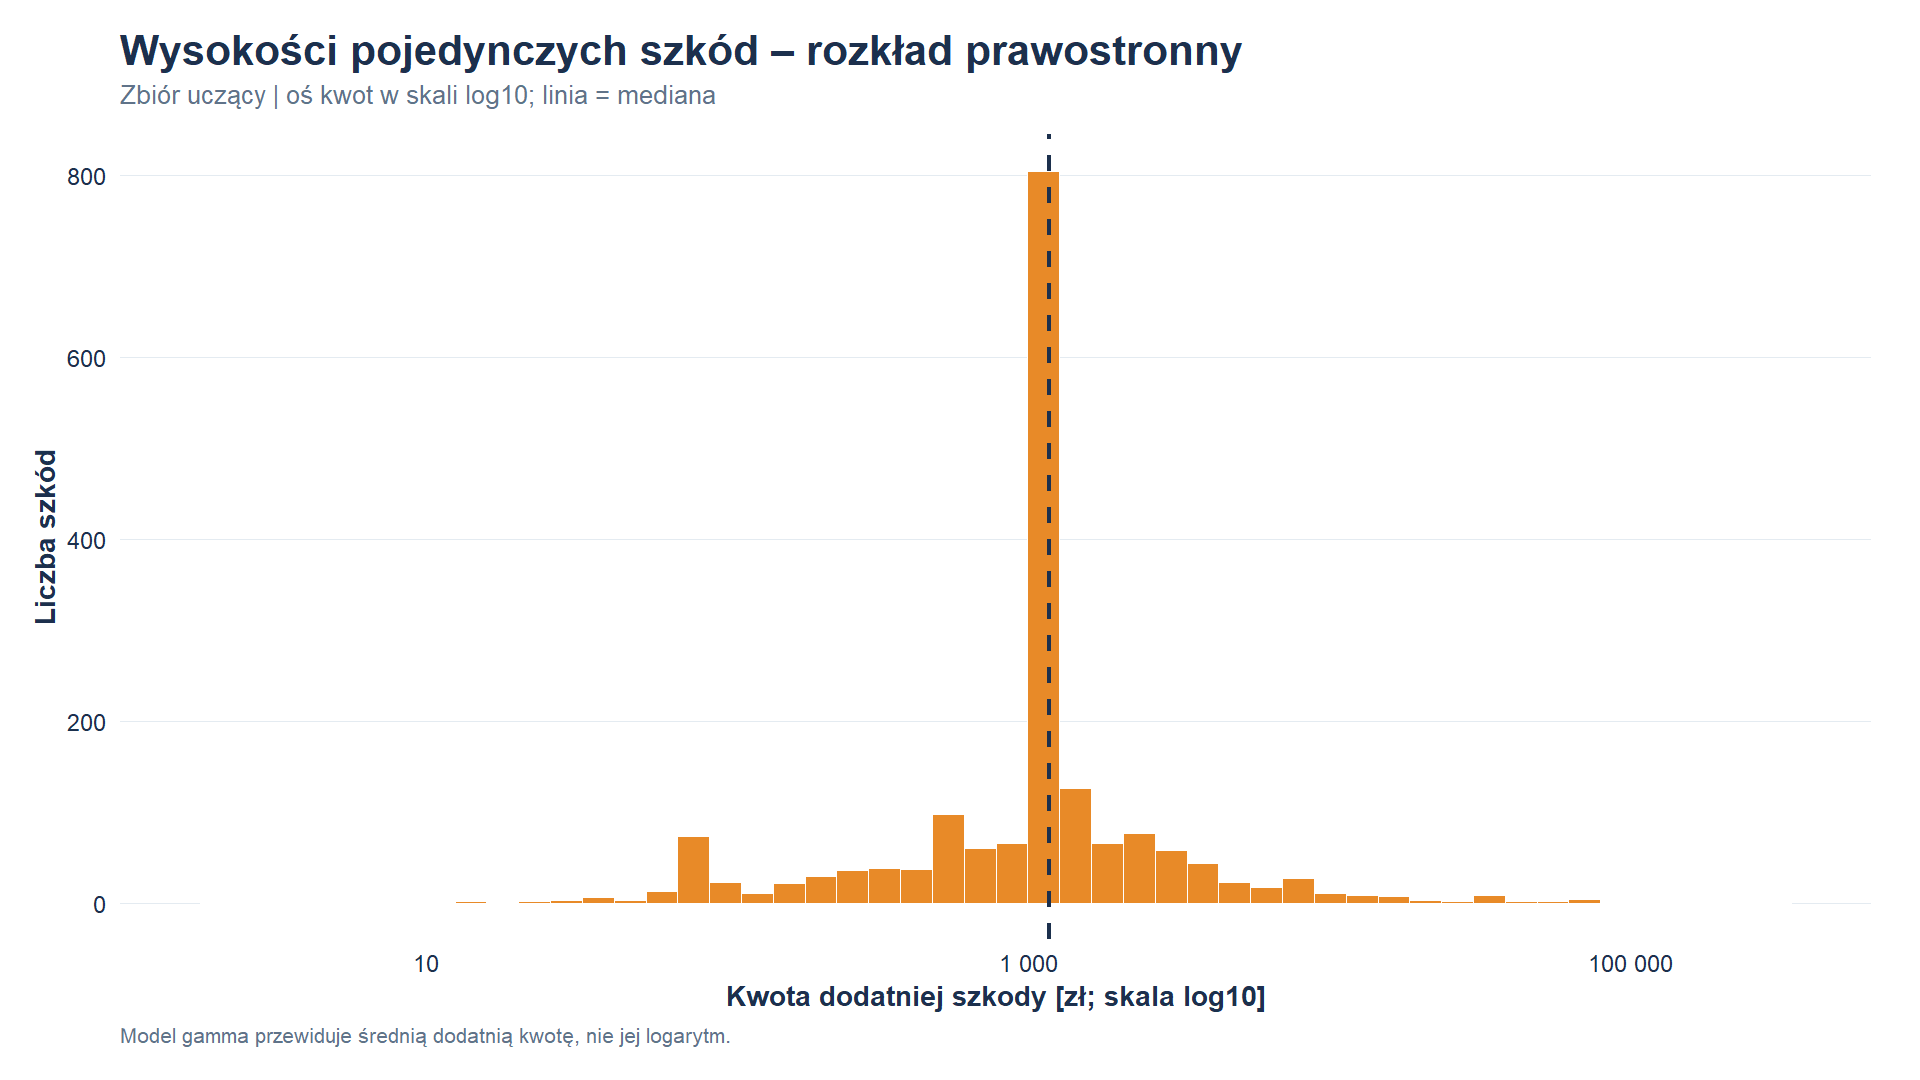 Wysokości pojedynczych szkód – rozkład prawostronny
Zbiór uczący | oś kwot w skali log10; linia = mediana
Liczba szkód
800
600
400
200
0
10
1 000
100 000
Kwota dodatniej szkody [zł; skala log10]
Model gamma przewiduje średnią dodatnią kwotę, nie jej logarytm.